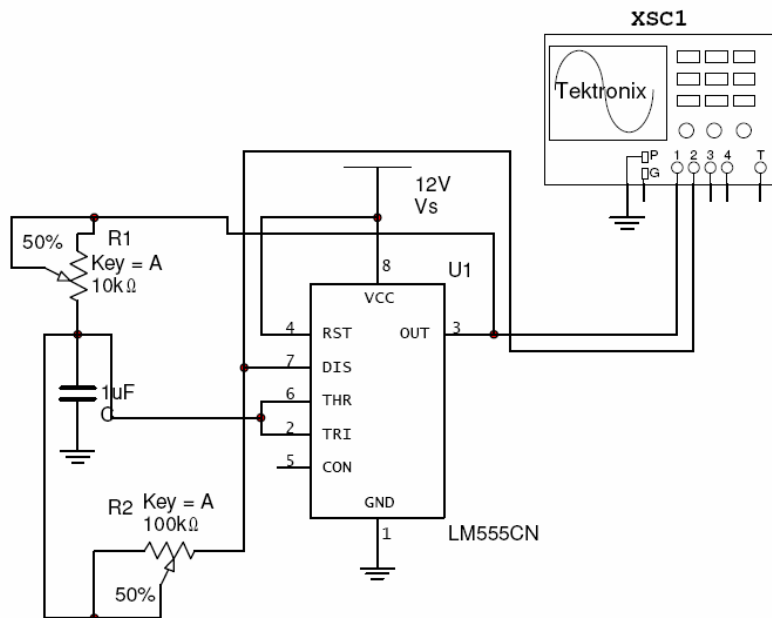 XSC1
Tektronix
P
G
1 2 3 4 T
12V
Vs
50%
R1
Key = A
10kΩ
8
U1
VCC
4 RST OUT 3
7 DIS
6 THR
2 TRI
5 CON
1uF
C
GND
1
LM555CN
R2 Key = A
100kΩ
50%